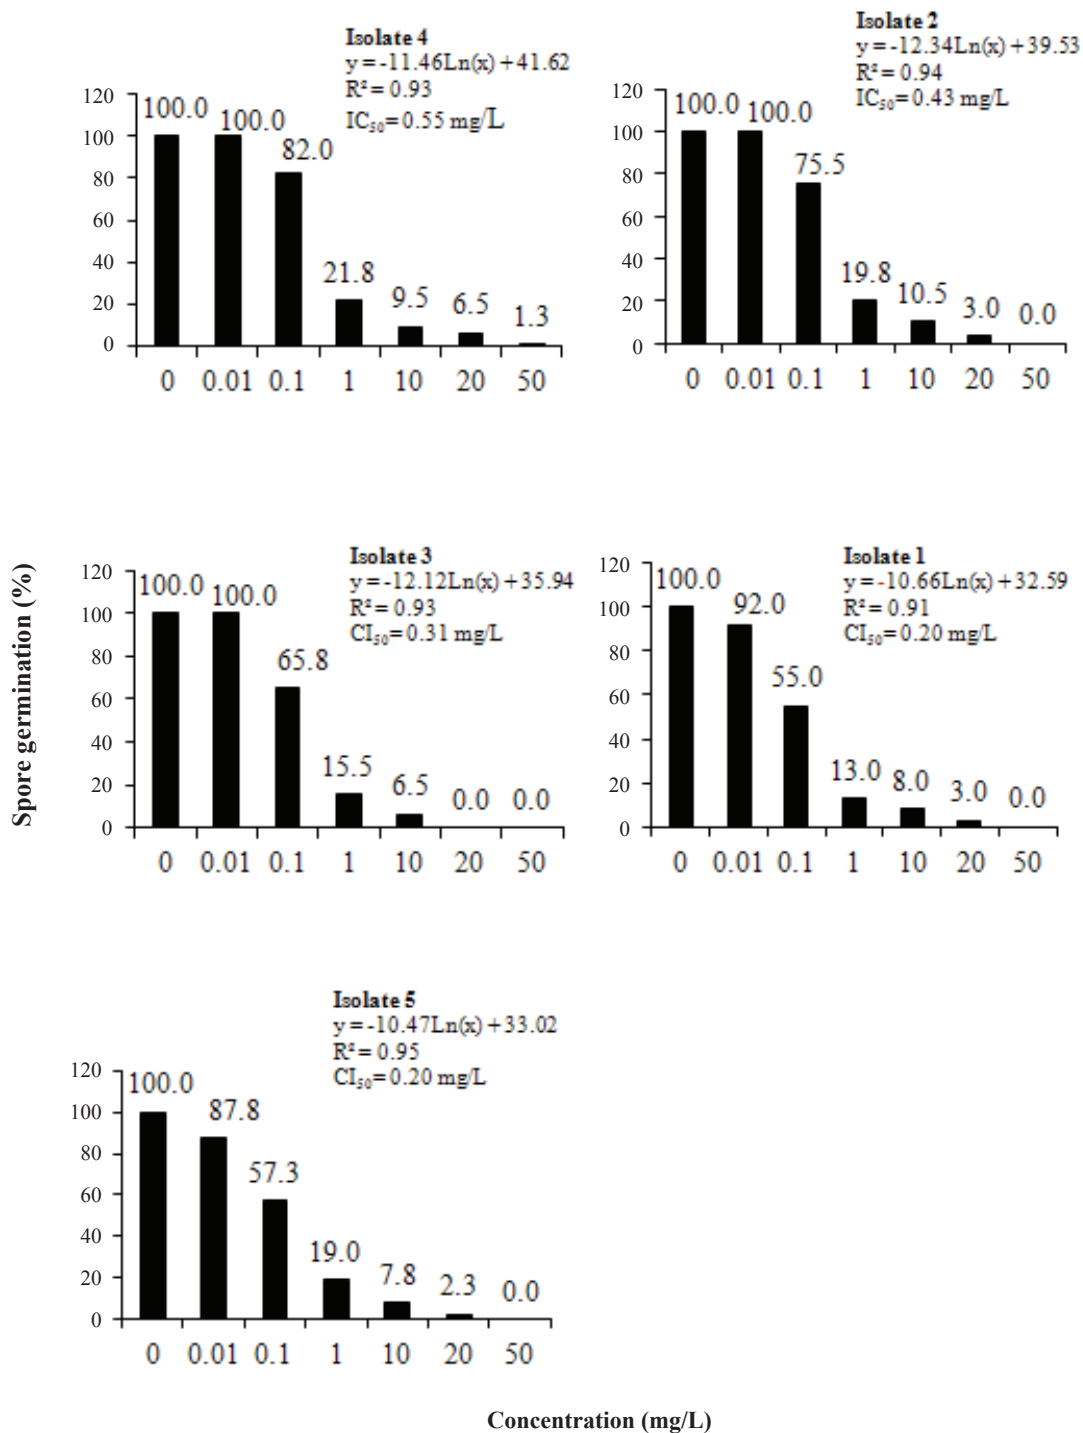 Isolate 4
y = -11.46Ln(x) + 41.62
R² = 0.93
IC₅₀ = 0.55 mg/L
120
100
80
60
40
20
0
100.0 100.0 82.0 21.8 9.5 6.5 1.3
0 0.01 0.1 1 10 20 50
Isolate 2
y = -12.34Ln(x) + 39.53
R² = 0.94
IC₅₀ = 0.43 mg/L
120
100
80
60
40
20
0
100.0 100.0 75.5 19.8 10.5 3.0 0.0
0 0.01 0.1 1 10 20 50
Spore germination (%)
Isolate 3
y = -12.12Ln(x) + 35.94
R² = 0.93
CI₅₀ = 0.31 mg/L
120
100
80
60
40
20
0
100.0 100.0 65.8 15.5 6.5 0.0 0.0
0 0.01 0.1 1 10 20 50
Isolate 1
y = -10.66Ln(x) + 32.59
R² = 0.91
CI₅₀ = 0.20 mg/L
120
100
80
60
40
20
0
100.0 92.0 55.0 13.0 8.0 3.0 0.0
0 0.01 0.1 1 10 20 50
Isolate 5
y = -10.47Ln(x) + 33.02
R² = 0.95
CI₅₀ = 0.20 mg/L
120
100
80
60
40
20
0
100.0 87.8 57.3 19.0 7.8 2.3 0.0
0 0.01 0.1 1 10 20 50
Concentration (mg/L)